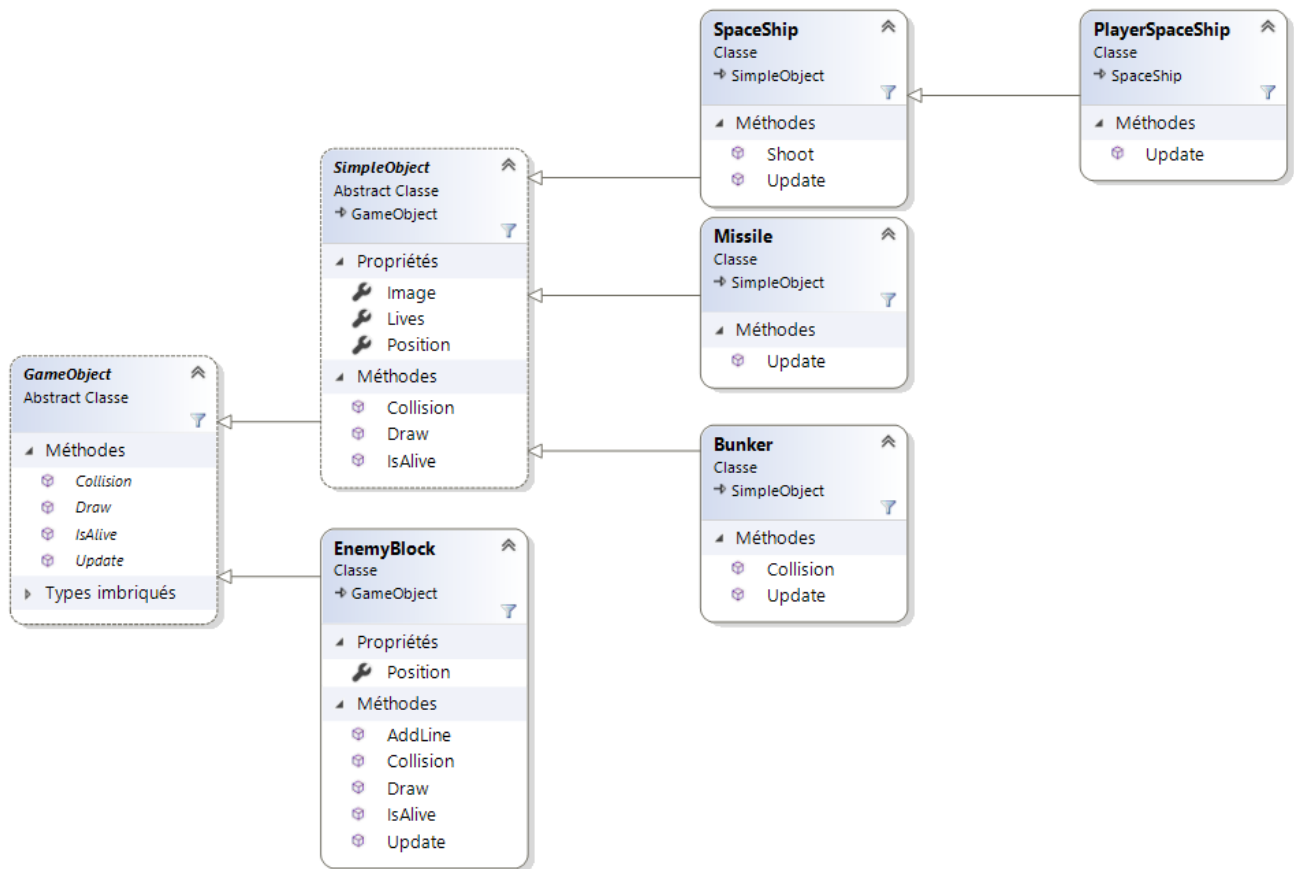 SpaceShip
Classe
SimpleObject
Méthodes
Shoot
Update
PlayerSpaceShip
Classe
SpaceShip
Méthodes
Update
SimpleObject
Abstract Classe
GameObject
Propriétés
Image
Lives
Position
Méthodes
Collision
Draw
IsAlive
Missile
Classe
SimpleObject
Méthodes
Update
GameObject
Abstract Classe
Méthodes
Collision
Draw
IsAlive
Update
Types imbriqués
Bunker
Classe
SimpleObject
Méthodes
Collision
Update
EnemyBlock
Classe
GameObject
Propriétés
Position
Méthodes
AddLine
Collision
Draw
IsAlive
Update